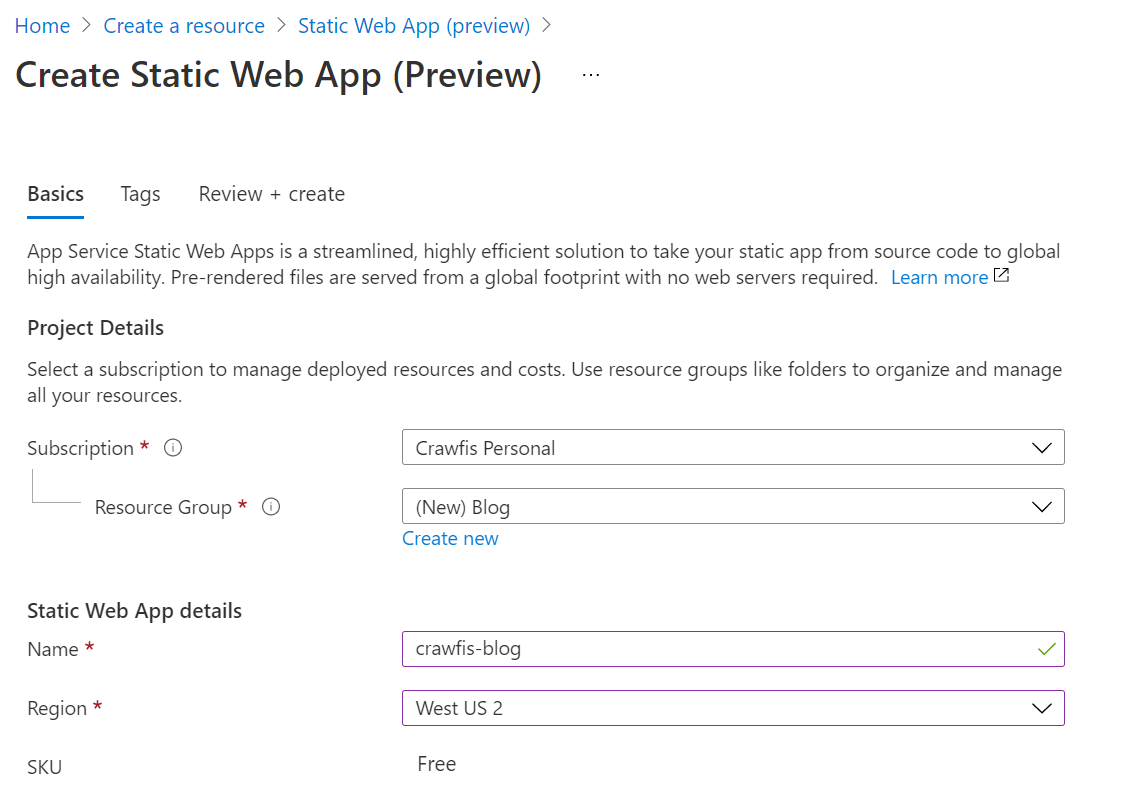 Home > Create a resource > Static Web App (preview) >
Create Static Web App (Preview) ...
Basics Tags Review + create
App Service Static Web Apps is a streamlined, highly efficient solution to take your static app from source code to global
high availability. Pre-rendered files are served from a global footprint with no web servers required. Learn more
Project Details
Select a subscription to manage deployed resources and costs. Use resource groups like folders to organize and manage
all your resources.
Subscription * Crawfis Personal
Resource Group * (New) Blog
Create new
Static Web App details
Name * crawfis-blog
Region * West US 2
SKU Free